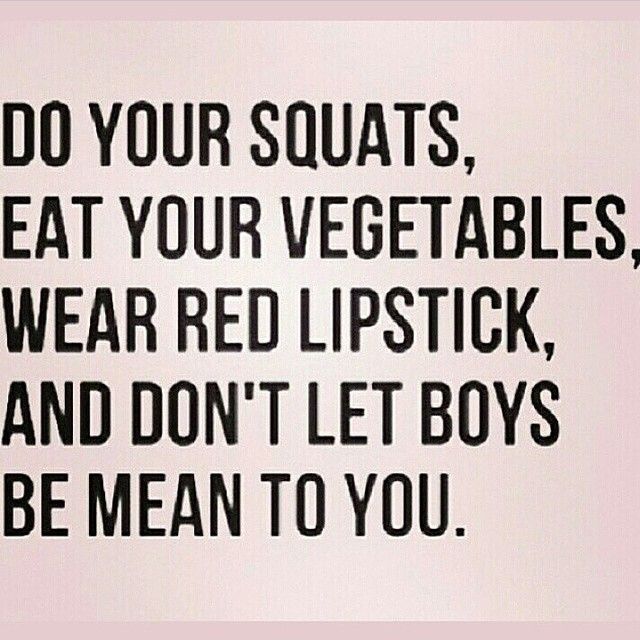 DO YOUR SQUATS,
EAT YOUR VEGETABLES,
WEAR RED LIPSTICK,
AND DON'T LET BOYS
BE MEAN TO YOU.